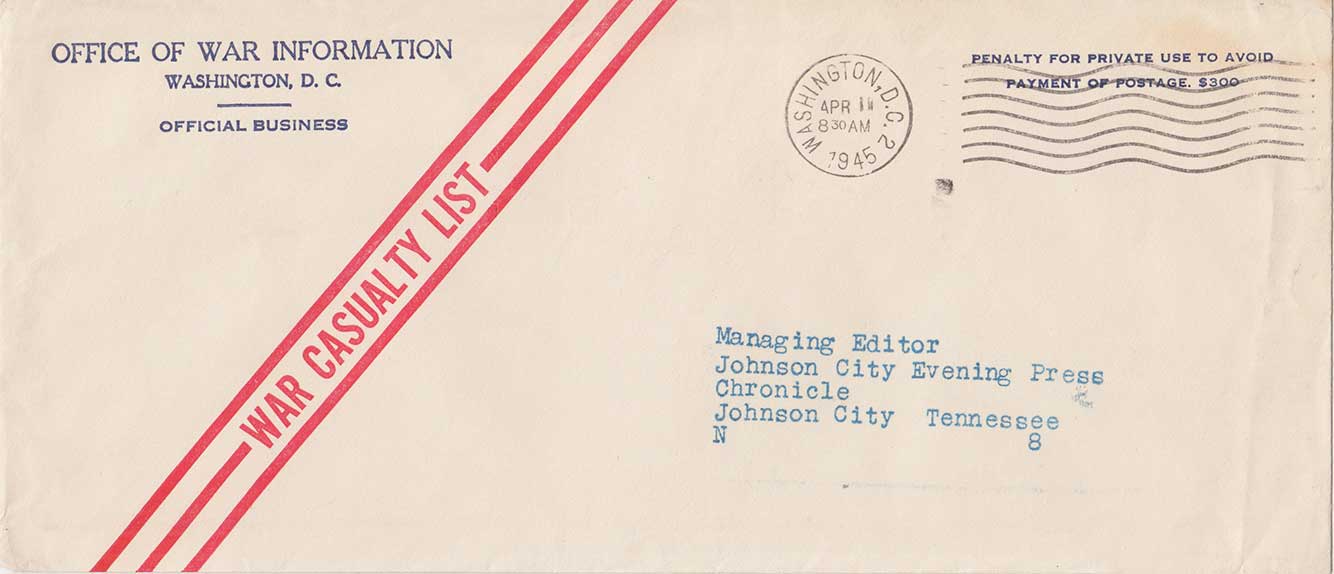 OFFICE OF WAR INFORMATION
WASHINGTON, D. C.
OFFICIAL BUSINESS
WAR CASUALTY LIST
WASHINGTON, D.C. 2
APR 11
8 30 AM
1945
PENALTY FOR PRIVATE USE TO AVOID
PAYMENT OF POSTAGE. $300
Managing Editor
Johnson City Evening Press
Chronicle
Johnson City Tennessee
N 8